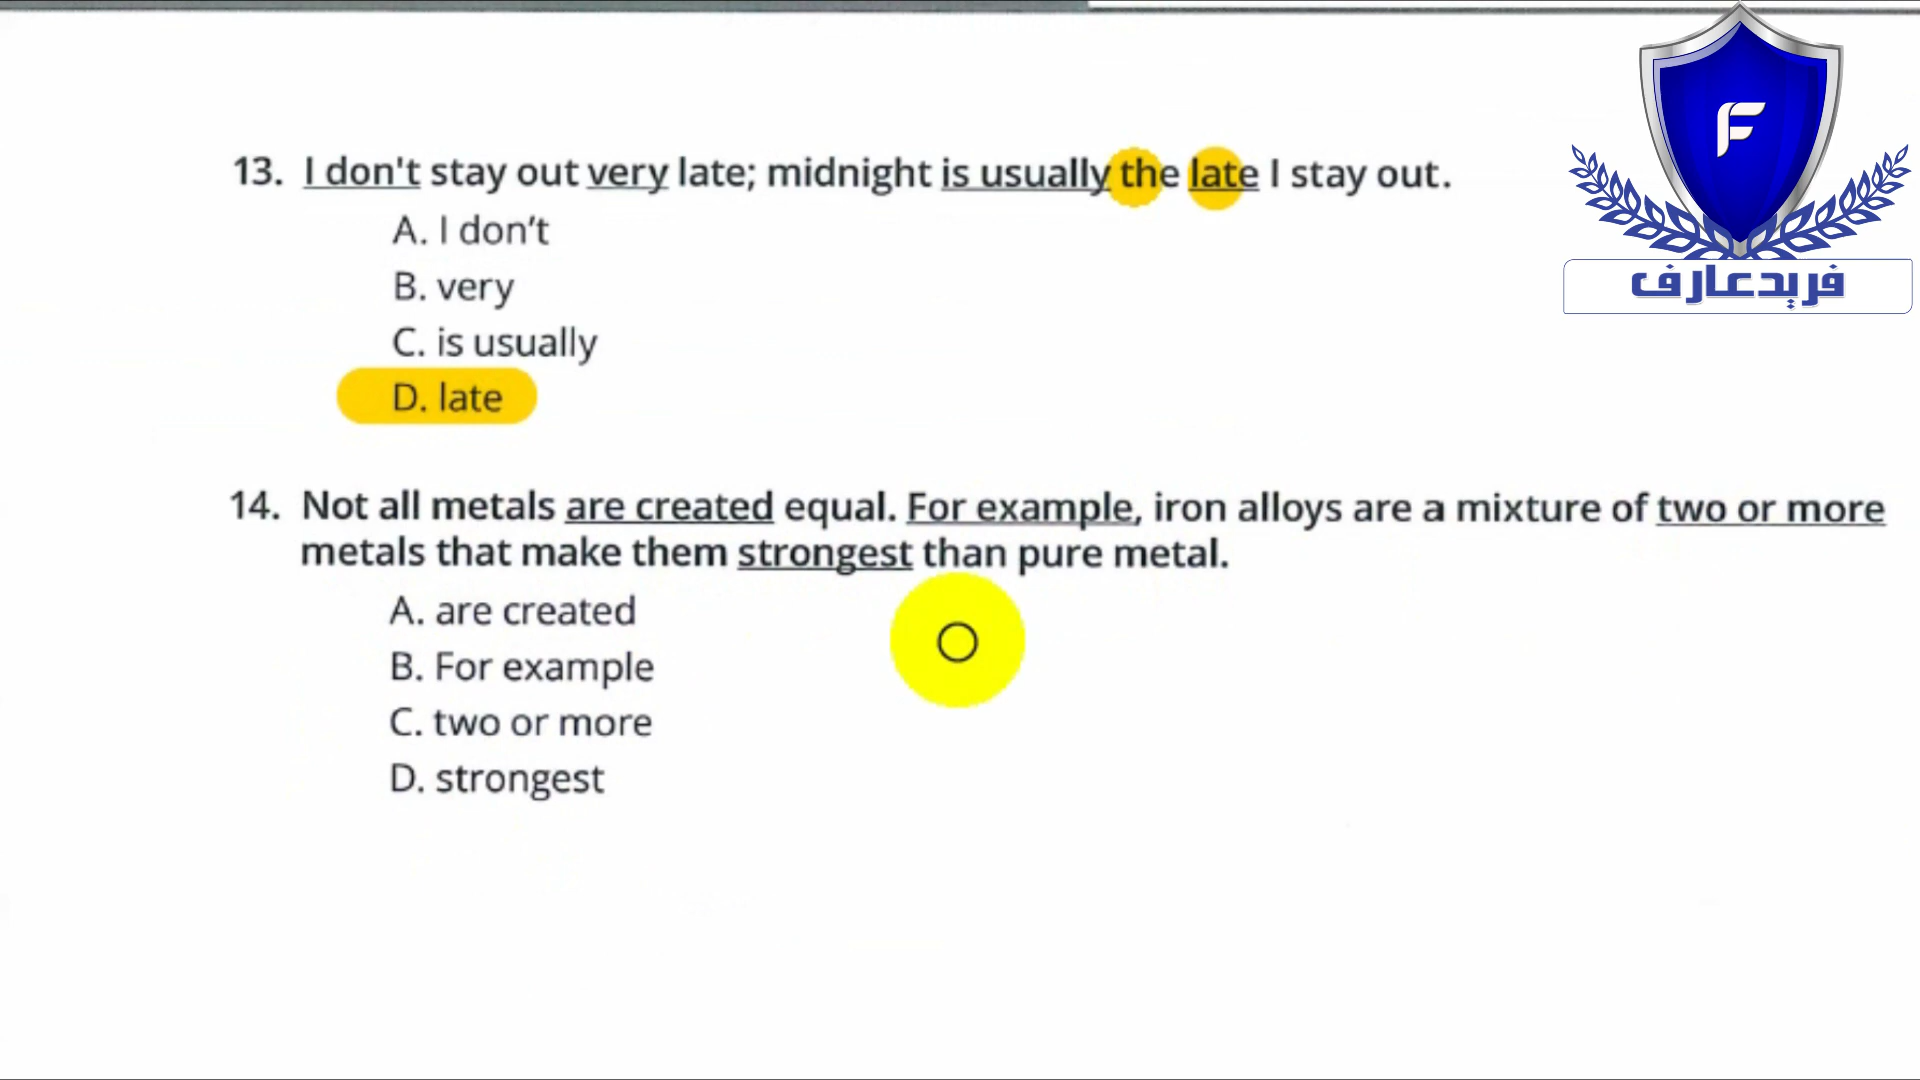 F
فريدعارف
13. I don't stay out very late; midnight is usually the late I stay out.
A. I don’t
B. very
C. is usually
D. late
14. Not all metals are created equal. For example, iron alloys are a mixture of two or more
metals that make them strongest than pure metal.
A. are created
B. For example
C. two or more
D. strongest